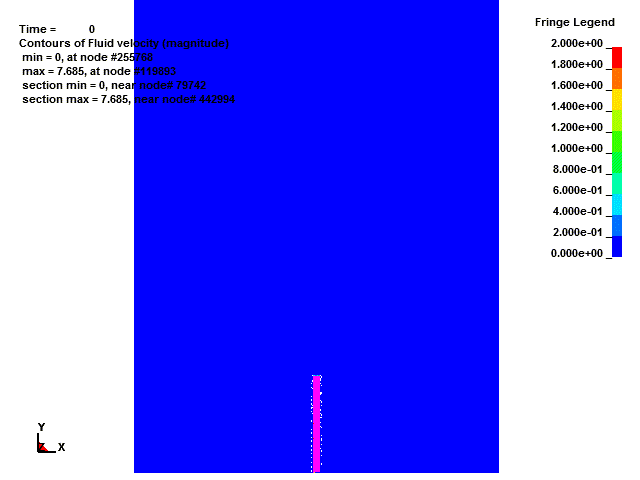 Time = 0
Contours of Fluid velocity (magnitude)
min = 0, at node #255768
max = 7.685, at node #119893
section min = 0, near node# 79742
section max = 7.685, near node# 442994
Fringe Legend
2.000e+00
1.800e+00
1.600e+00
1.400e+00
1.200e+00
1.000e+00
8.000e-01
6.000e-01
4.000e-01
2.000e-01
0.000e+00
Y
X